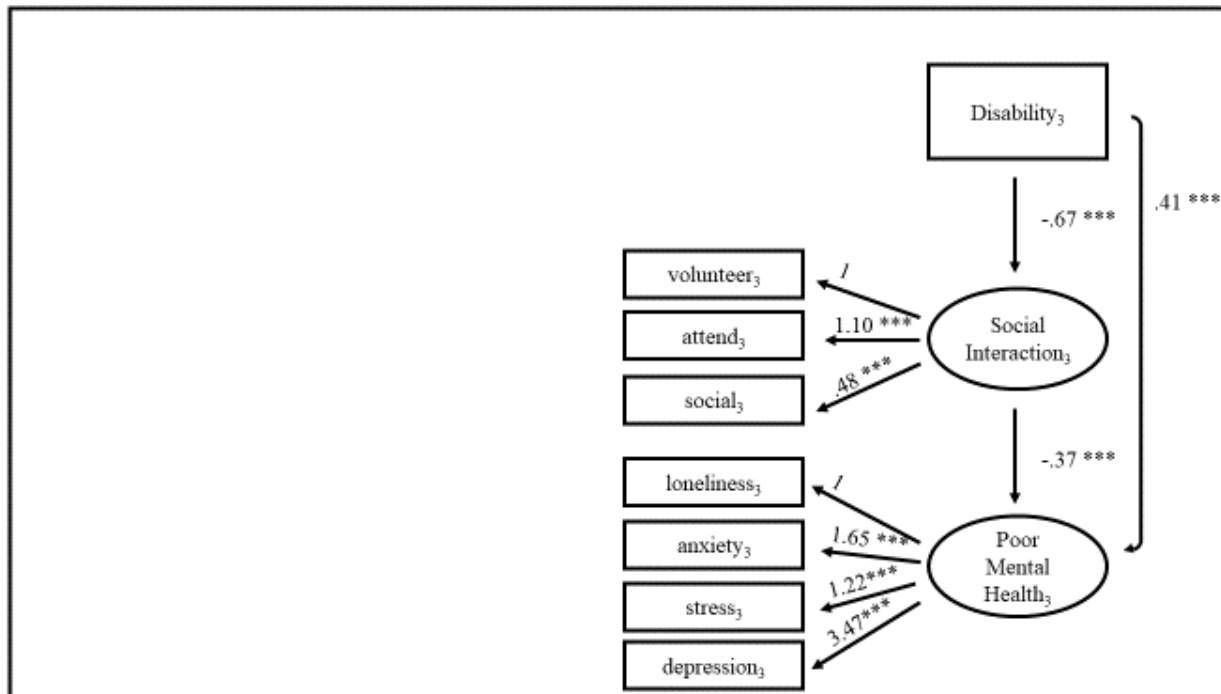 Disability₃
.41 ***
-.67 ***
volunteer₃
1
attend₃
1.10 ***
Social
Interaction₃
social₃
.48 ***
-.37 ***
loneliness₃
1
anxiety₃
1.65 ***
Poor
Mental
Health₃
stress₃
1.22***
depression₃
3.47***